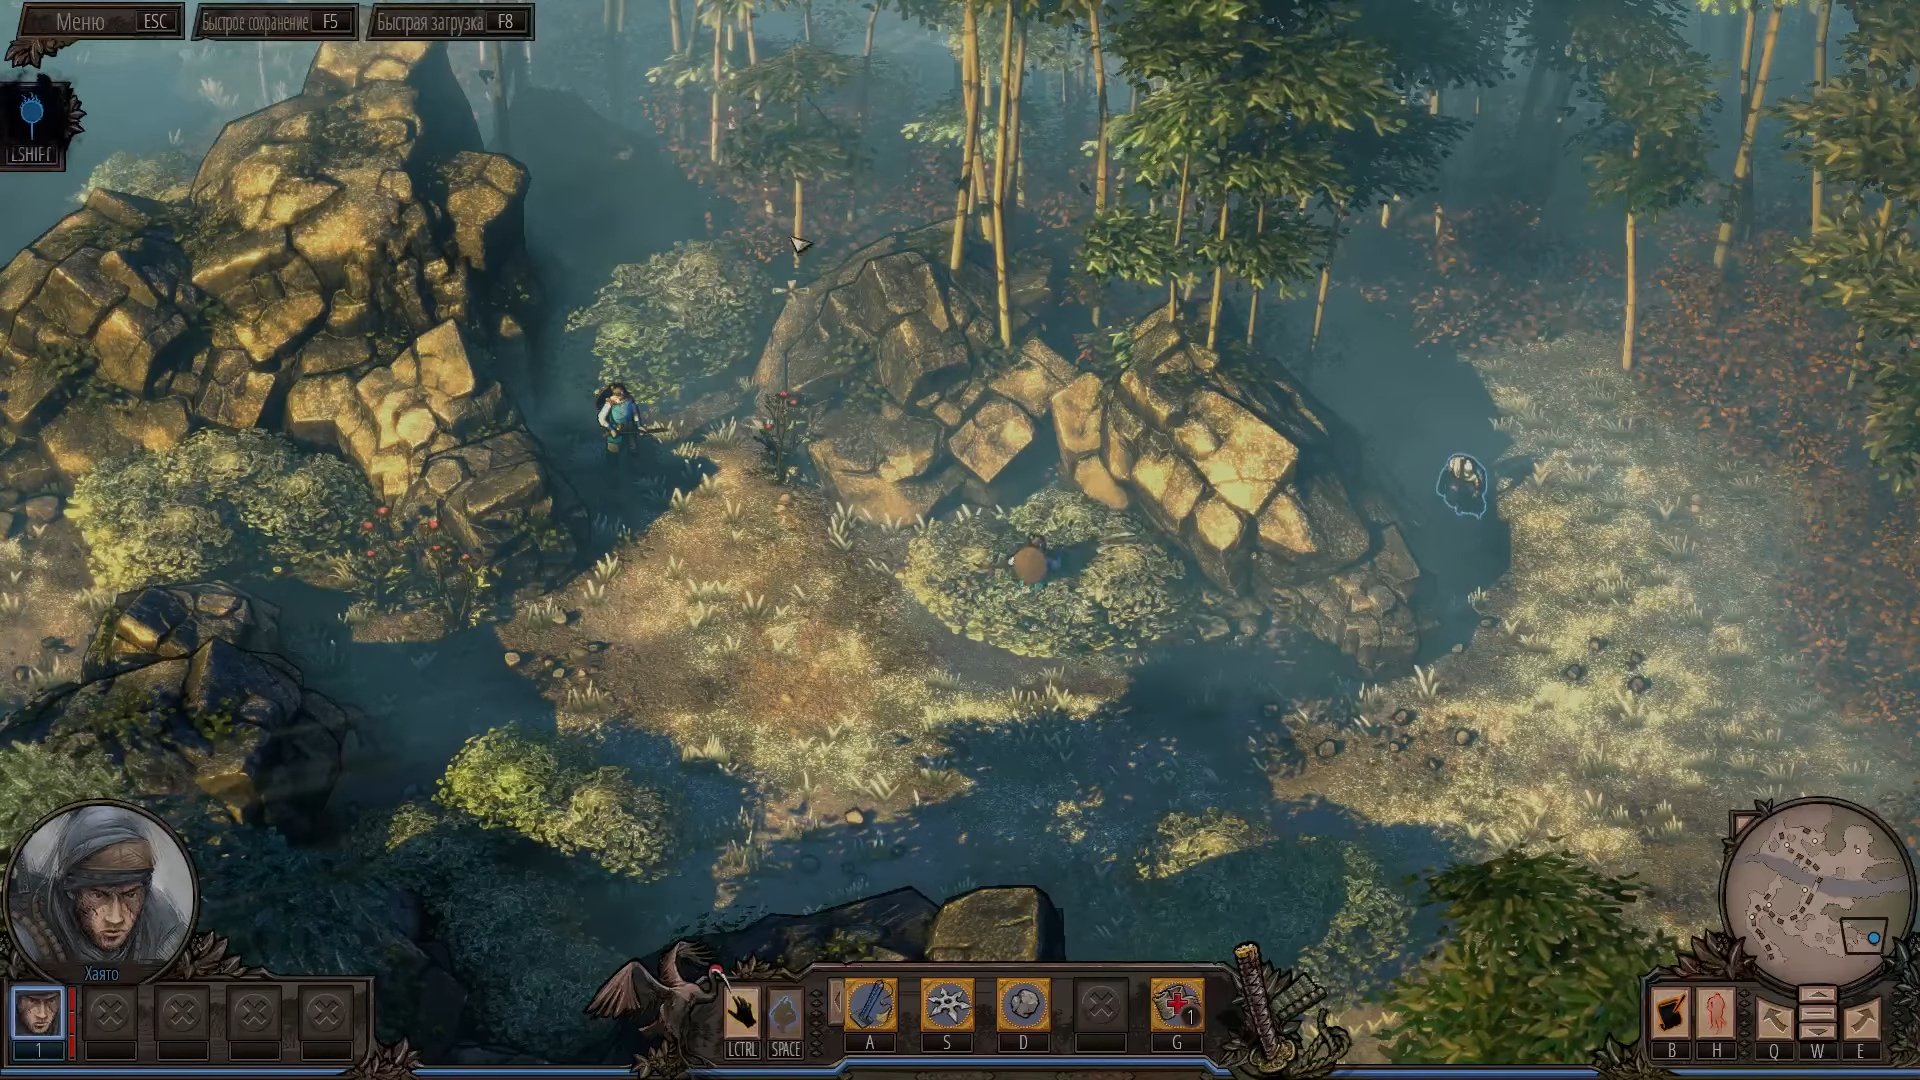 Меню ESC
Быстрое сохранение F5
Быстрая загрузка F8
LSHIFT
Хаято
1
LCTRL SPACE
A S D G
1
B H Q W E